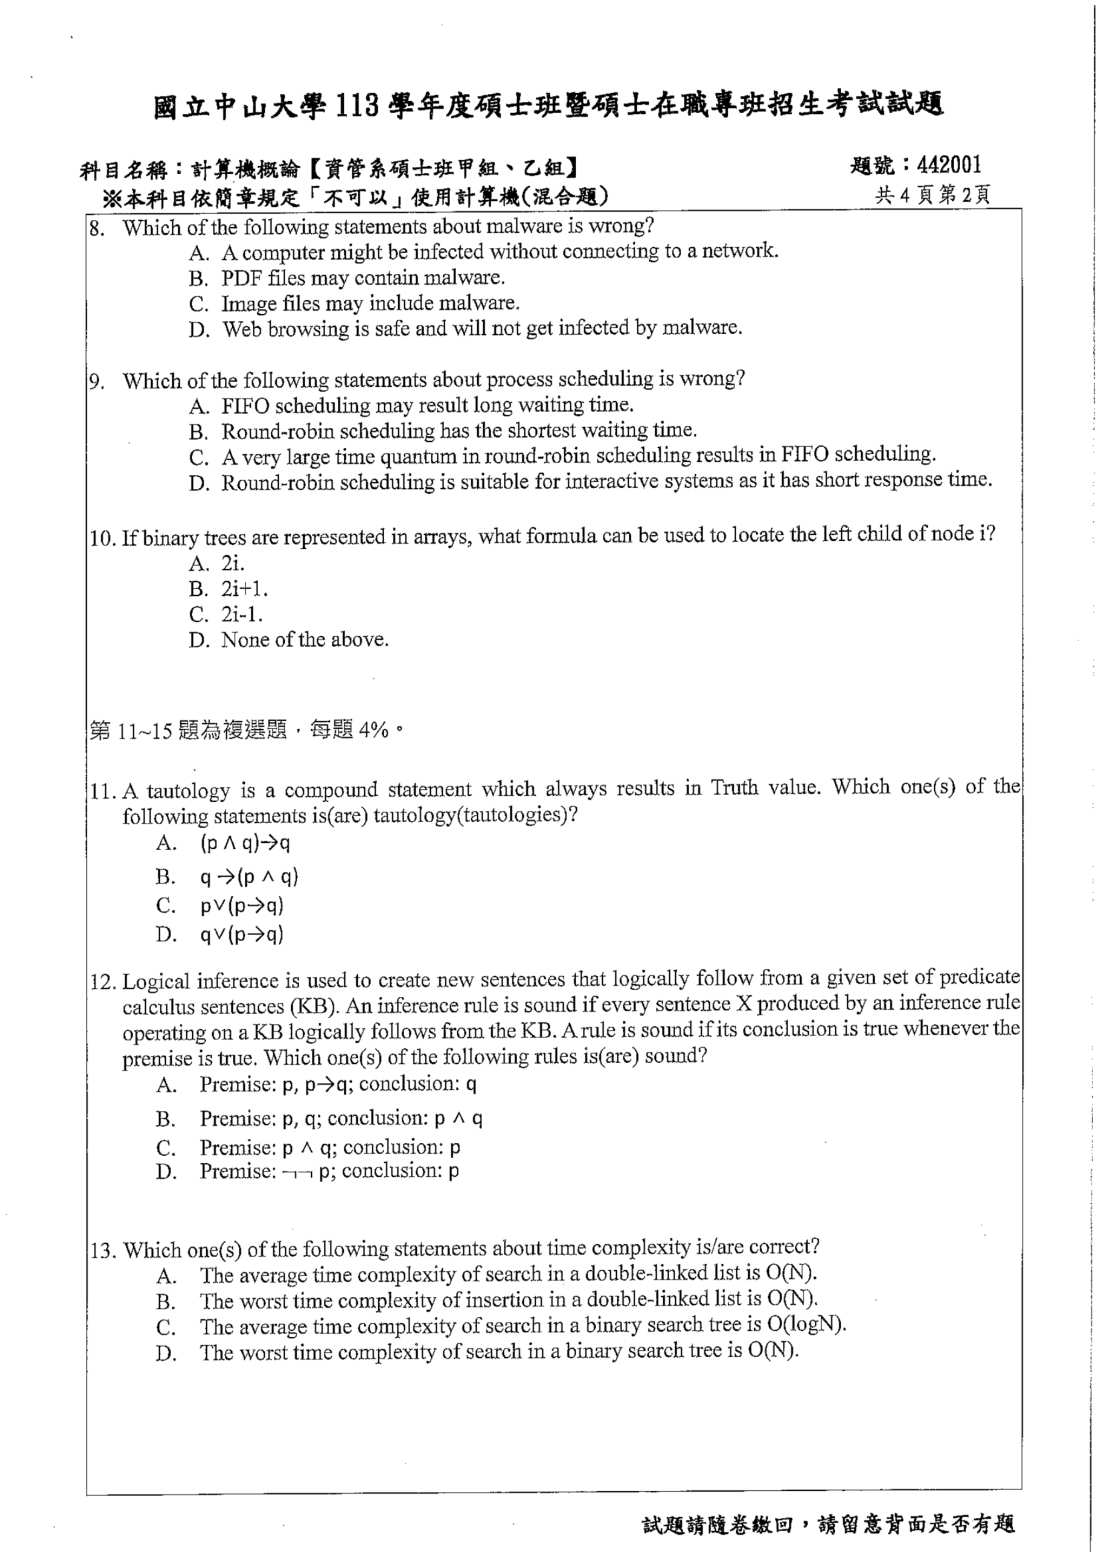 國立中山大學 113 學年度碩士班暨碩士在職專班招生考試試題
科目名稱：計算機概論【資管系碩士班甲組、乙組】
題號：442001
※本科目依簡章規定「不可以」使用計算機(混合題)
共 4 頁第 2 頁
8. Which of the following statements about malware is wrong?
A. A computer might be infected without connecting to a network.
B. PDF files may contain malware.
C. Image files may include malware.
D. Web browsing is safe and will not get infected by malware.
9. Which of the following statements about process scheduling is wrong?
A. FIFO scheduling may result long waiting time.
B. Round-robin scheduling has the shortest waiting time.
C. A very large time quantum in round-robin scheduling results in FIFO scheduling.
D. Round-robin scheduling is suitable for interactive systems as it has short response time.
10. If binary trees are represented in arrays, what formula can be used to locate the left child of node i?
A. 2i.
B. 2i+1.
C. 2i-1.
D. None of the above.
第 11~15 題為複選題，每題 4%。
11. A tautology is a compound statement which always results in Truth value. Which one(s) of the
following statements is(are) tautology(tautologies)?
A. (p ∧ q)→q
B. q →(p ∧ q)
C. p∨(p→q)
D. q∨(p→q)
12. Logical inference is used to create new sentences that logically follow from a given set of predicate
calculus sentences (KB). An inference rule is sound if every sentence X produced by an inference rule
operating on a KB logically follows from the KB. A rule is sound if its conclusion is true whenever the
premise is true. Which one(s) of the following rules is(are) sound?
A. Premise: p, p→q; conclusion: q
B. Premise: p, q; conclusion: p ∧ q
C. Premise: p ∧ q; conclusion: p
D. Premise: ¬¬ p; conclusion: p
13. Which one(s) of the following statements about time complexity is/are correct?
A. The average time complexity of search in a double-linked list is O(N).
B. The worst time complexity of insertion in a double-linked list is O(N).
C. The average time complexity of search in a binary search tree is O(logN).
D. The worst time complexity of search in a binary search tree is O(N).
試題請隨卷繳回，請留意背面是否有題